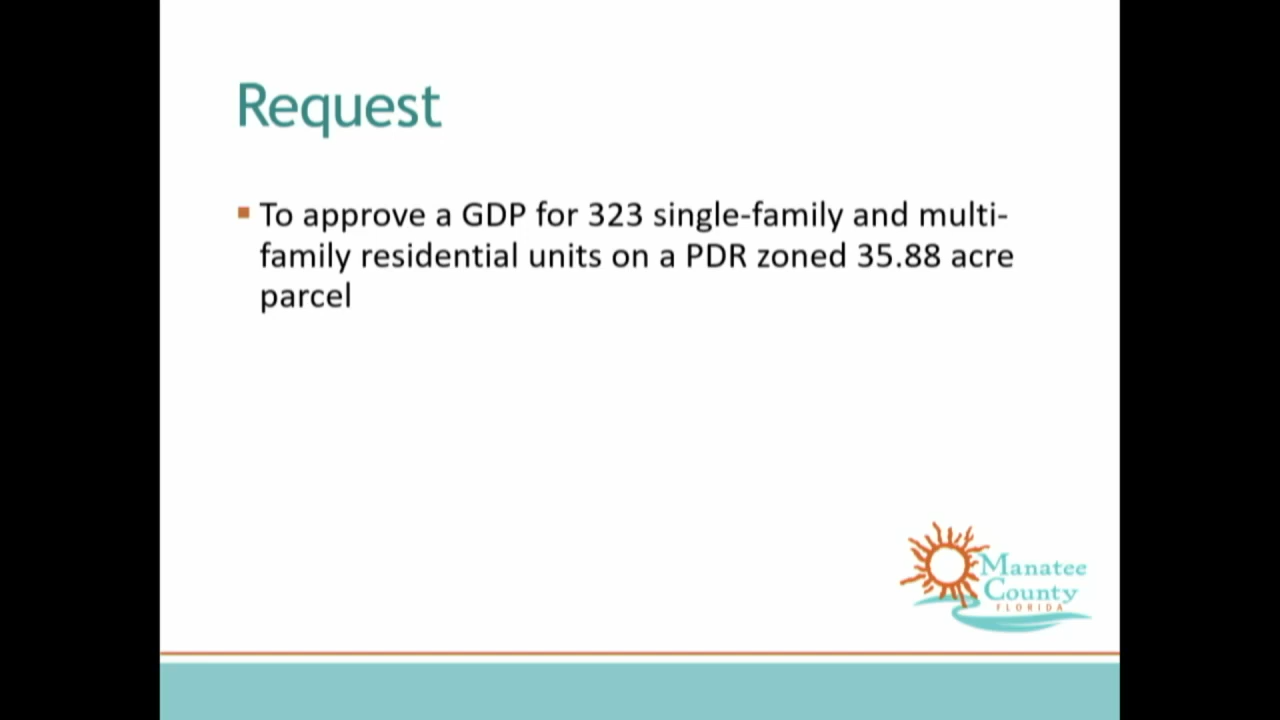 Request
To approve a GDP for 323 single-family and multi-
family residential units on a PDR zoned 35.88 acre
parcel
Manatee
County
FLORIDA